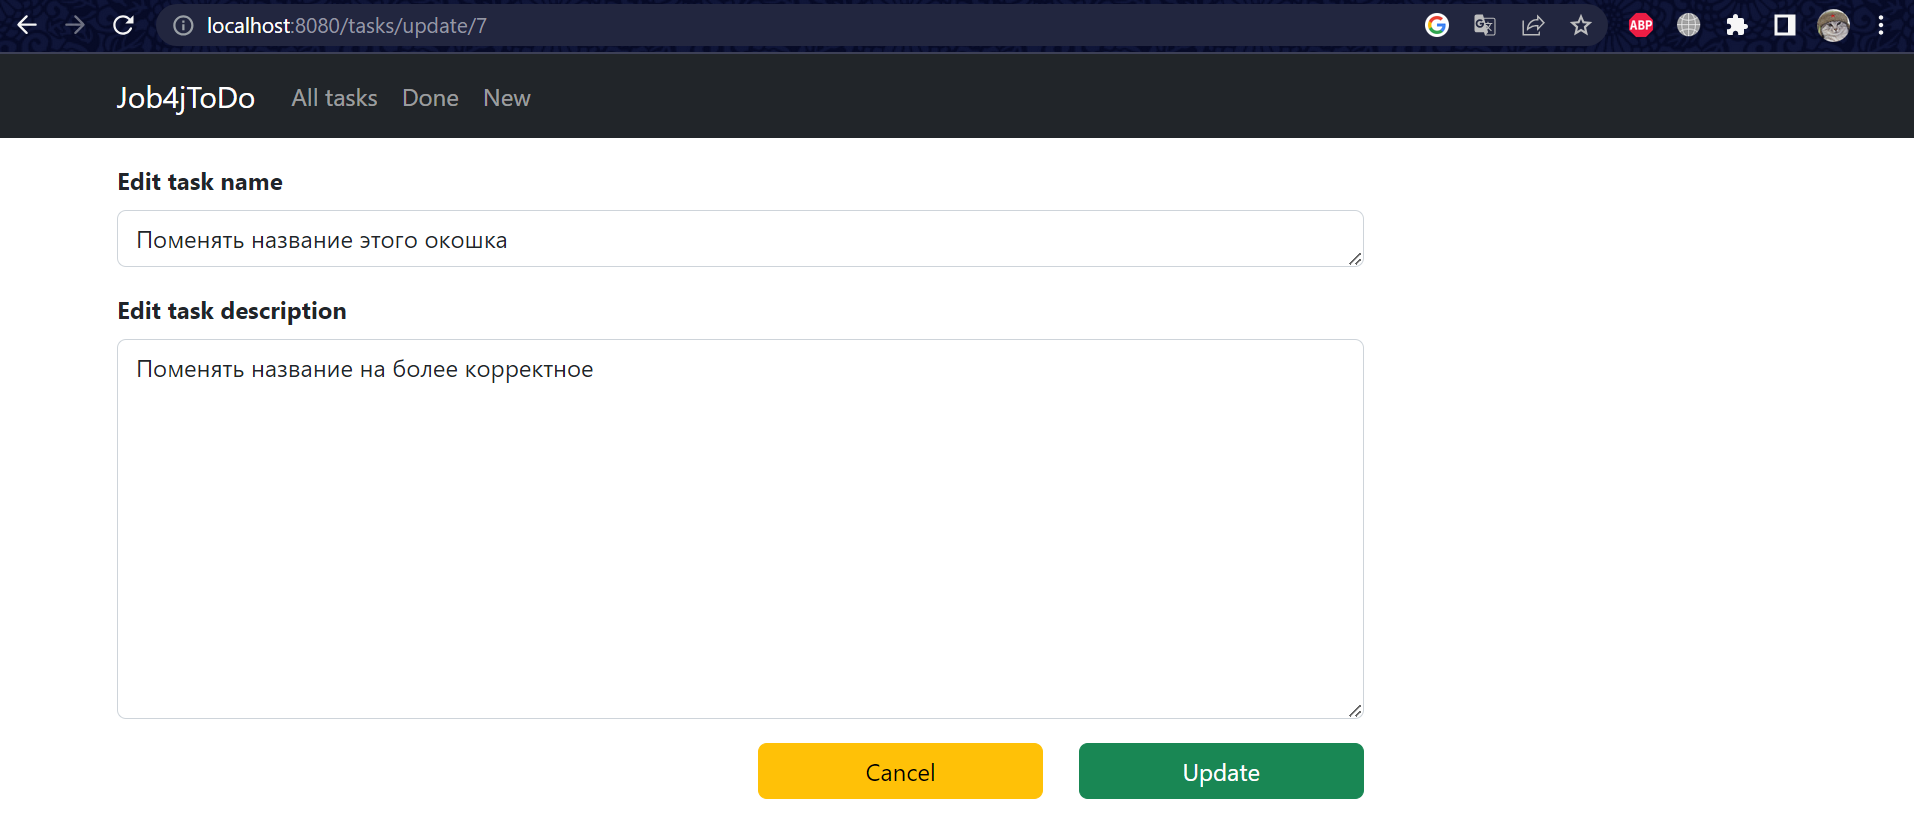 localhost:8080/tasks/update/7
ABP
Job4jToDo All tasks Done New
Edit task name
Поменять название этого окошка
Edit task description
Поменять название на более корректное
Cancel Update